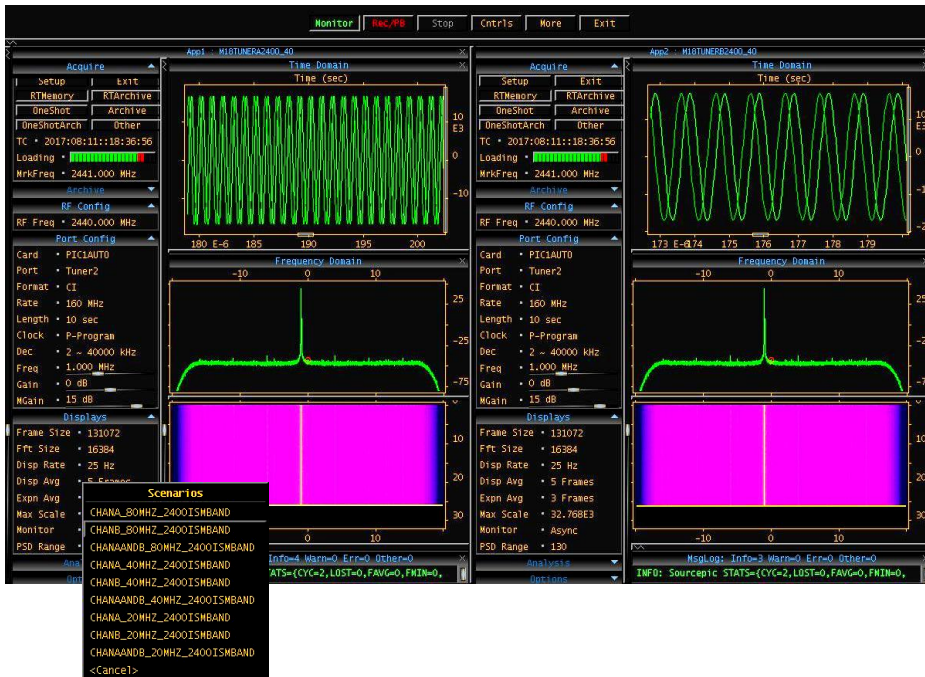 Monitor Rec/PB Stop Cntrls More Exit
App1 : M18TUNERA2400_40
Acquire
Setup Exit
RTMemory RTArchive
OneShot Archive
OneShotArch Other
TC • 2017:08:11::18:36:56
Loading •
MrkFreq • 2441.000 MHz
Archive
RF Config
RF Freq • 2440.000 MHz
Port Config
Card • PIC1AUTO
Port • Tuner2
Format • CI
Rate • 160 MHz
Length • 10 sec
Clock • P-Program
Dec • 2 ~ 40000 kHz
Freq • 1.000 MHz
Gain • 0 dB
MGain • 15 dB
Displays
Frame Size • 131072
Fft Size • 16384
Disp Rate • 25 Hz
Disp Avg • 5 Frames
Expn Avg •
Max Scale •
Monitor •
PSD Range •
Time Domain
Time (sec)
10
E3
0
-10
180 E-6 185 190 195 200
Frequency Domain
-10 0 10
25
-25
-75
10
20
30
0 10
Info=4 Warn=0 Err=0 Other=0
TATS={CYC=2,LOST=0,FAVG=0,FMIN=0,
Scenarios
CHANA_80MHZ_2400ISMBAND
CHANB_80MHZ_2400ISMBAND
CHANAANDB_80MHZ_2400ISMBAND
CHANA_40MHZ_2400ISMBAND
CHANB_40MHZ_2400ISMBAND
CHANAANDB_40MHZ_2400ISMBAND
CHANA_20MHZ_2400ISMBAND
CHANB_20MHZ_2400ISMBAND
CHANAANDB_20MHZ_2400ISMBAND
<Cancel>
App2 : M18TUNERB2400_40
Acquire
Setup Exit
RTMemory RTArchive
OneShot Archive
OneShotArch Other
TC • 2017:08:11::18:36:56
Loading •
MrkFreq • 2441.000 MHz
Archive
RF Config
RF Freq • 2440.000 MHz
Port Config
Card • PIC1AUTO
Port • Tuner2
Format • CI
Rate • 160 MHz
Length • 10 sec
Clock • P-Program
Dec • 2 ~ 40000 kHz
Freq • 1.000 MHz
Gain • 0 dB
MGain • 15 dB
Displays
Frame Size • 131072
Fft Size • 16384
Disp Rate • 25 Hz
Disp Avg • 5 Frames
Expn Avg • 3 Frames
Max Scale • 32.768E3
Monitor • Async
PSD Range • 130
Analysis
Options
Time Domain
Time (sec)
10
E3
0
-10
173 E-6 174 175 176 177 178 179
Frequency Domain
-10 0 10
25
10
20
30
-10 0 10
MsgLog: Info=3 Warn=0 Err=0 Other=0
INFO: Sourcepic STATS={CYC=2,LOST=0,FAVG=0,FMIN=0,